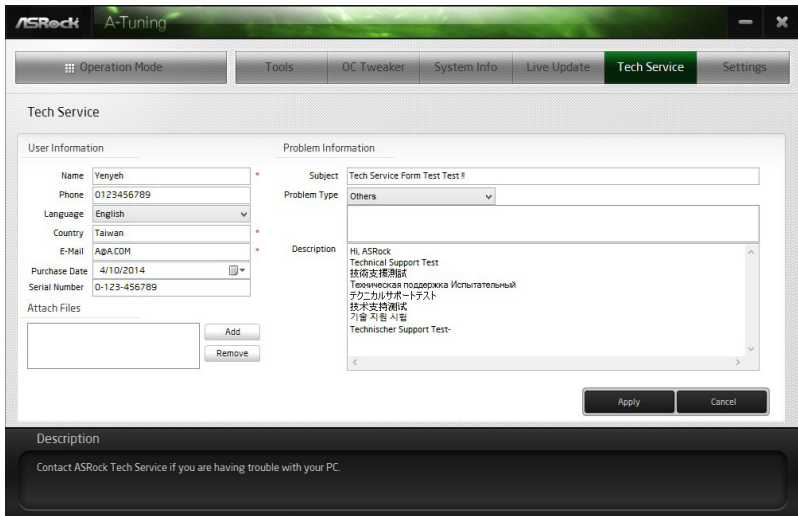 ASRock A-Tuning
Operation Mode Tools OC Tweaker System Info Live Update Tech Service Settings
Tech Service
User Information
Name Yenyeh *
Phone 0123456789
Language English
Country Taiwan *
E-Mail A@A.COM *
Purchase Date 4/10/2014
Serial Number 0-123-456789
Attach Files
Add
Remove
Problem Information
Subject Tech Service Form Test Test !!
Problem Type Others
Description
Hi, ASRock
Technical Support Test
技術支援測試
Техническая поддержка Испытательный
テクニカルサポートテスト
技术支持测试
기술 지원 시험
Technischer Support Test-
Apply Cancel
Description
Contact ASRock Tech Service if you are having trouble with your PC.